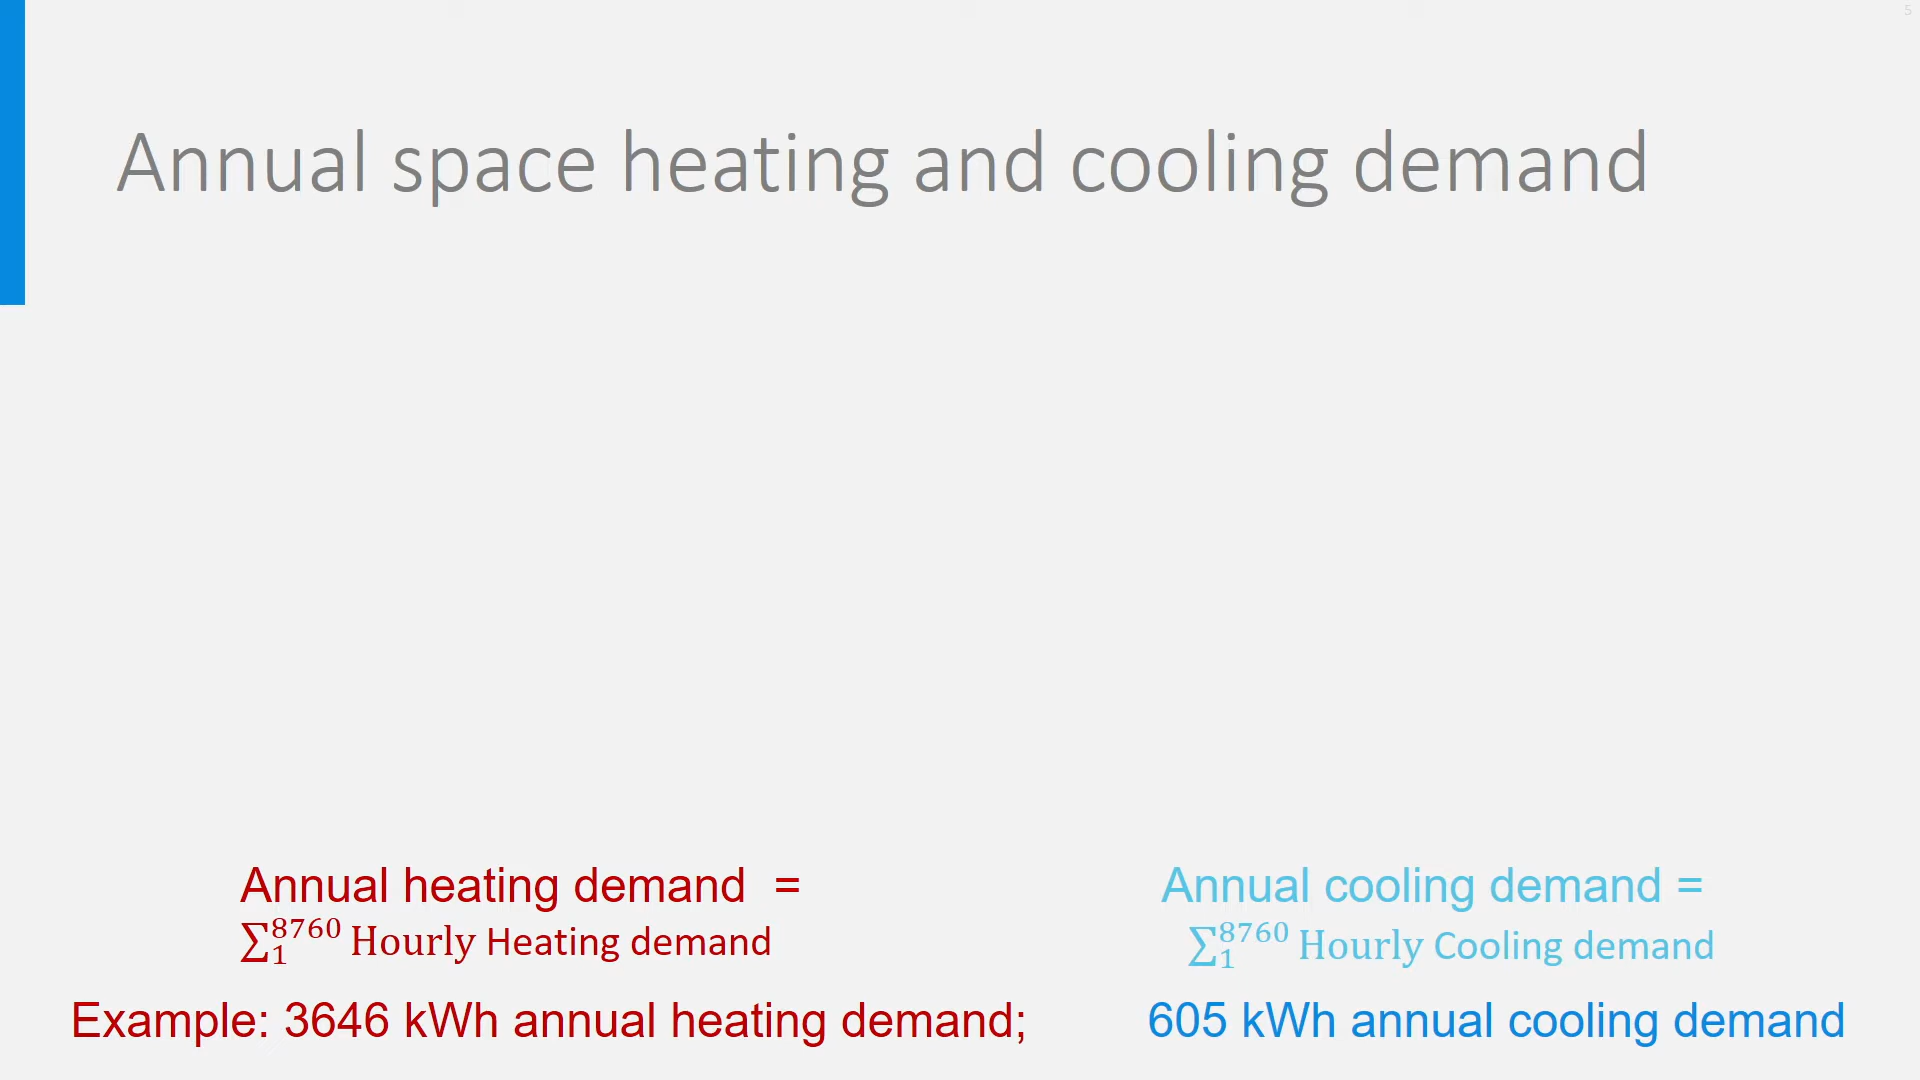 5
Annual space heating and cooling demand
Annual heating demand =
∑₁⁸⁷⁶⁰ Hourly Heating demand
Annual cooling demand =
∑₁⁸⁷⁶⁰ Hourly Cooling demand
Example: 3646 kWh annual heating demand;
605 kWh annual cooling demand